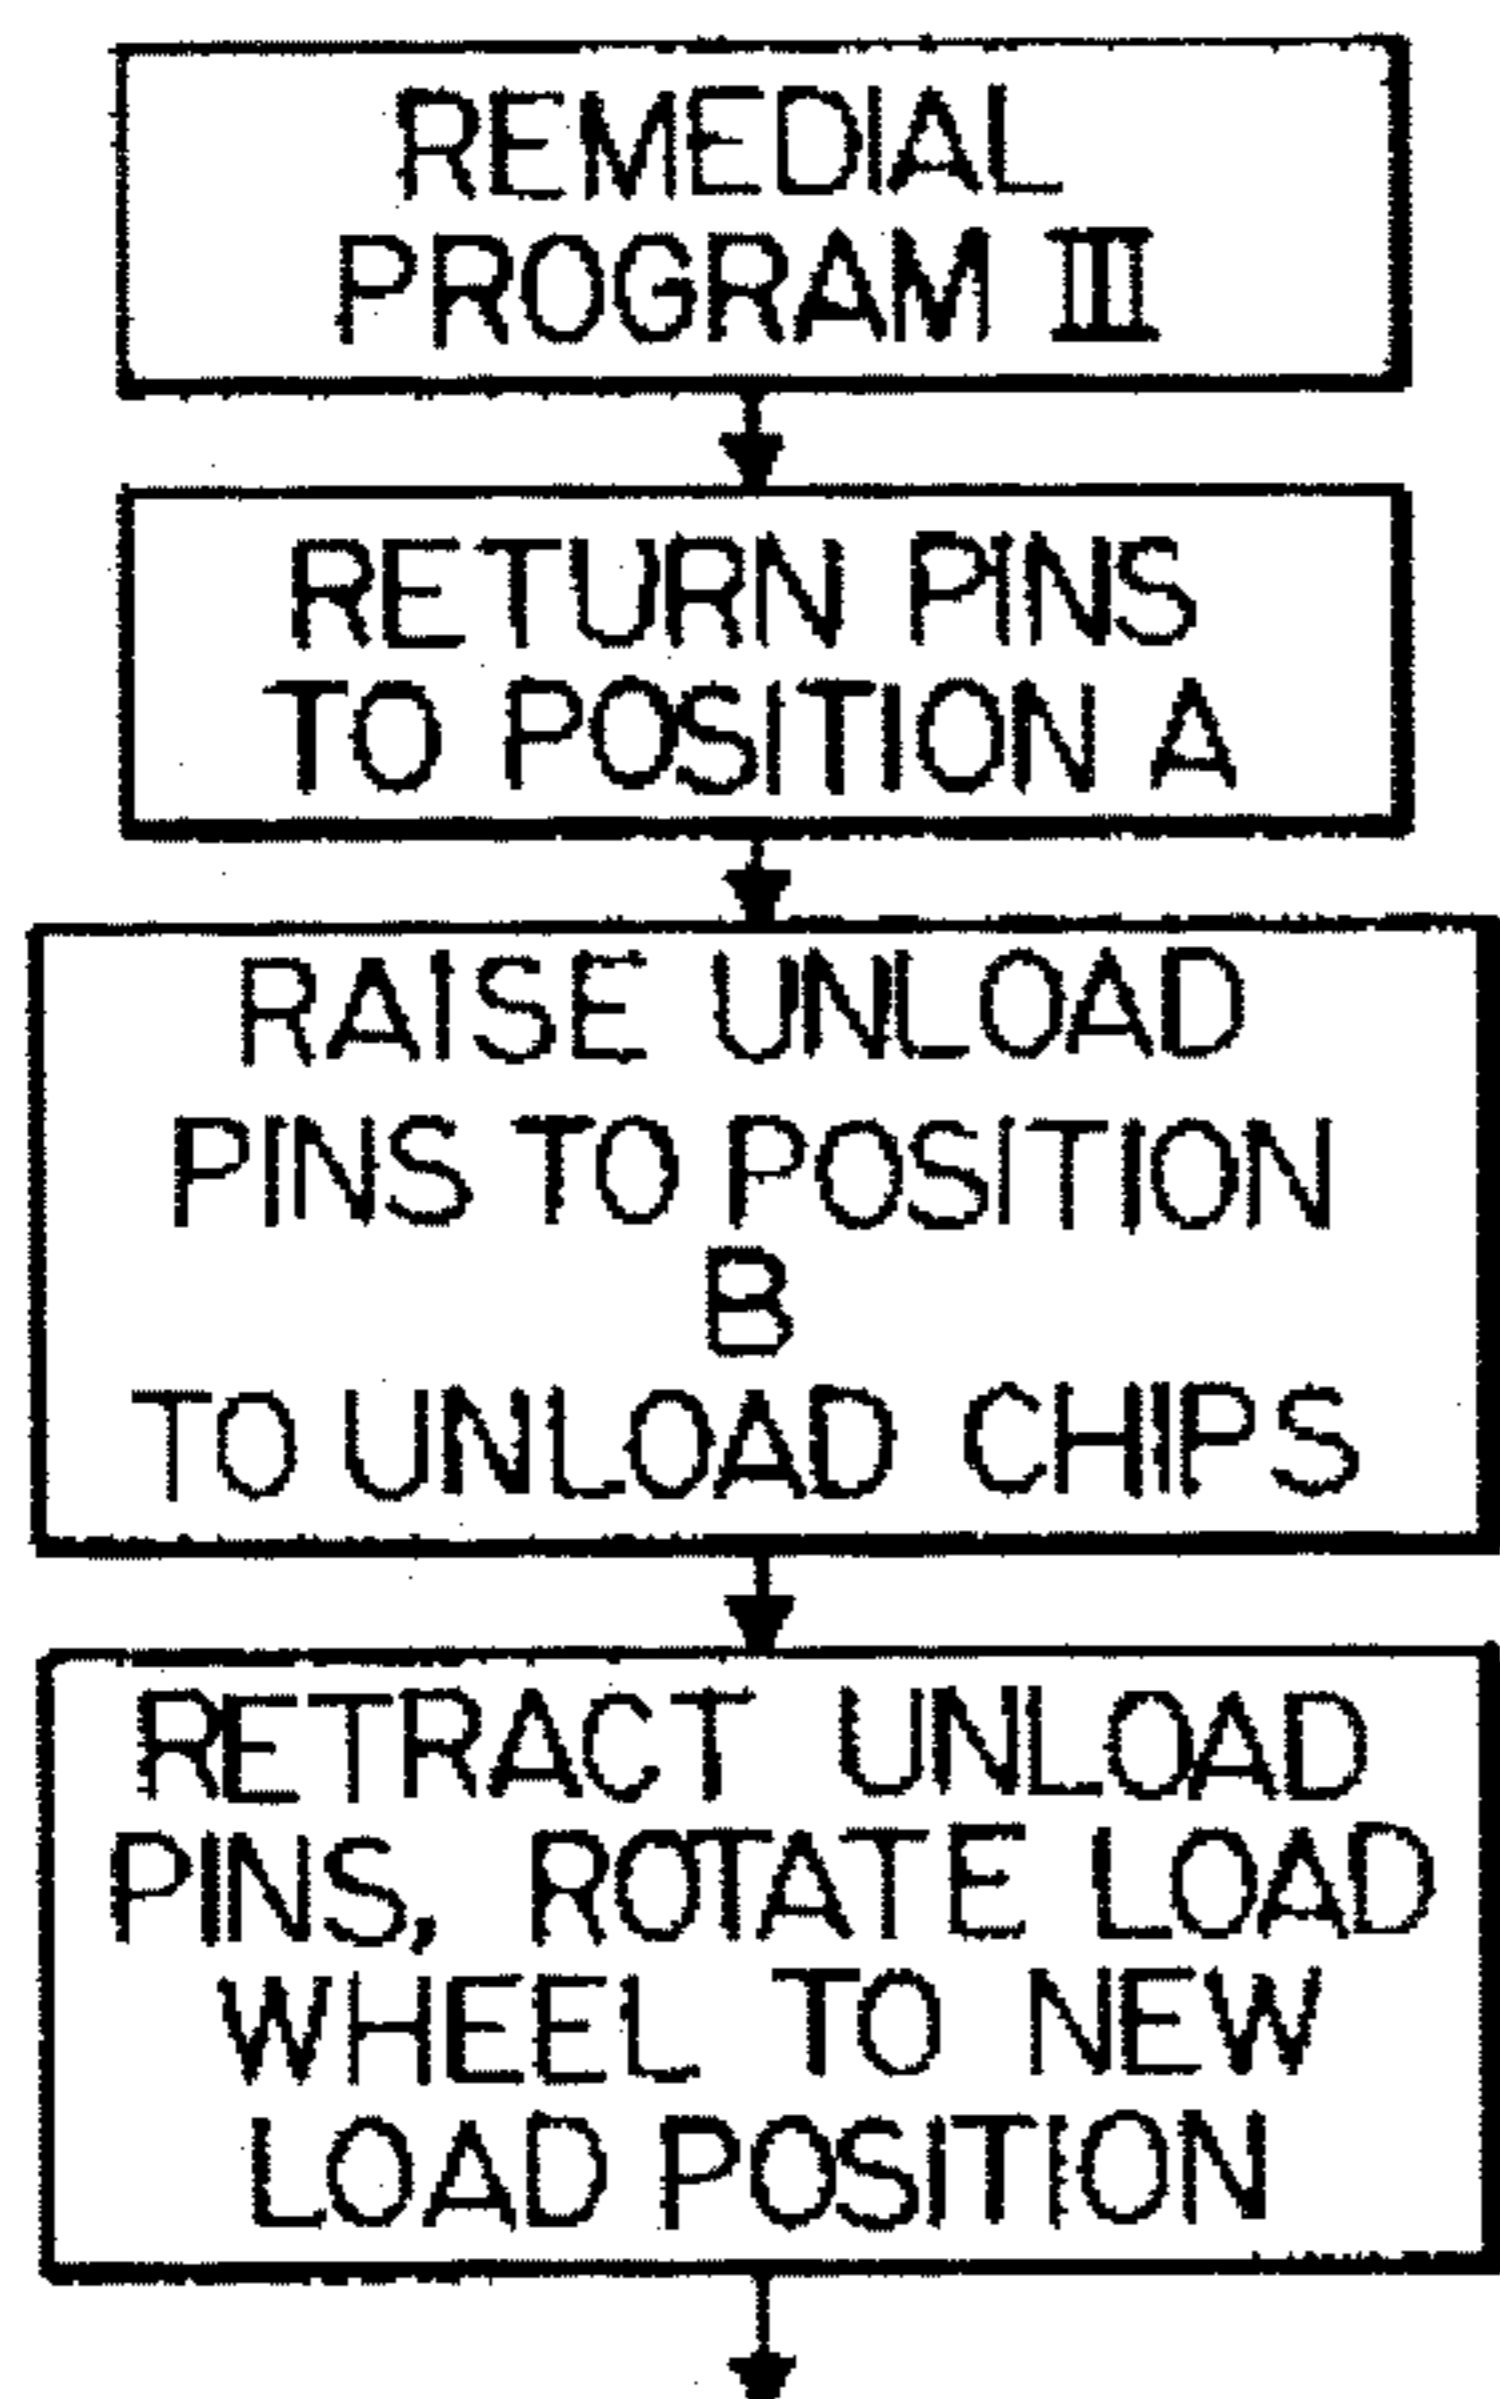 REMEDIAL
PROGRAM III
RETURN PINS
TO POSITION A
RAISE UNLOAD
PINS TO POSITION
B
TO UNLOAD CHIPS
RETRACT UNLOAD
PINS, ROTATE LOAD
WHEEL TO NEW
LOAD POSITION